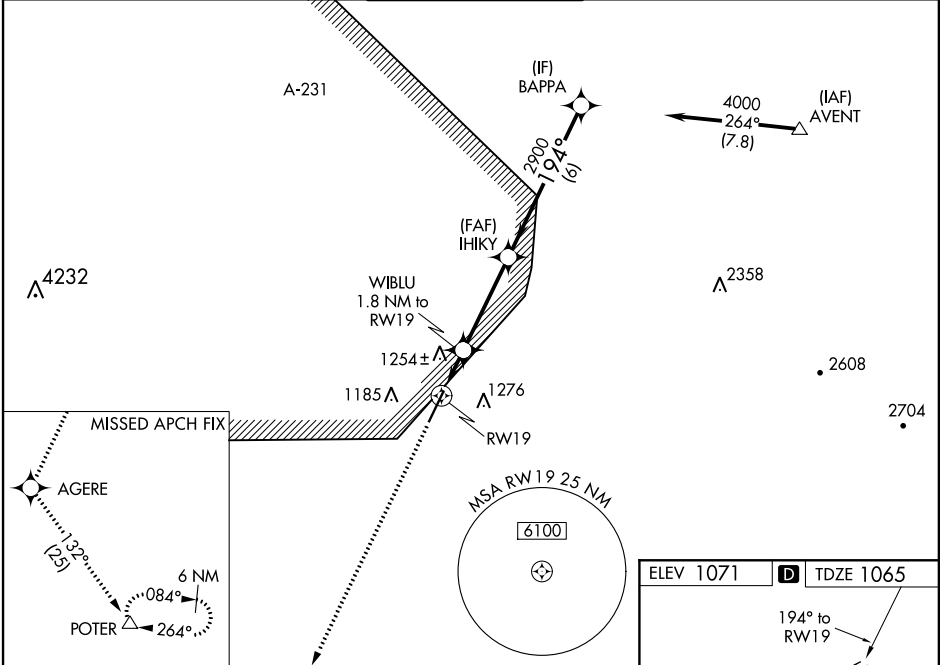 A-231
(IF)
BAPPA
4000
264°
(7.8)
(IAF)
AVENT
2900
194°
(6)
(FAF)
IHIKY
4232
WIBLU
1.8 NM to
RW19
2358
1254±
1185
1276
2608
2704
RW19
MISSED APCH FIX
AGERE
132°
(25)
6 NM
084°
264°
POTER
MSA RW19 25 NM
6100
ELEV 1071 D TDZE 1065
194° to
RW19